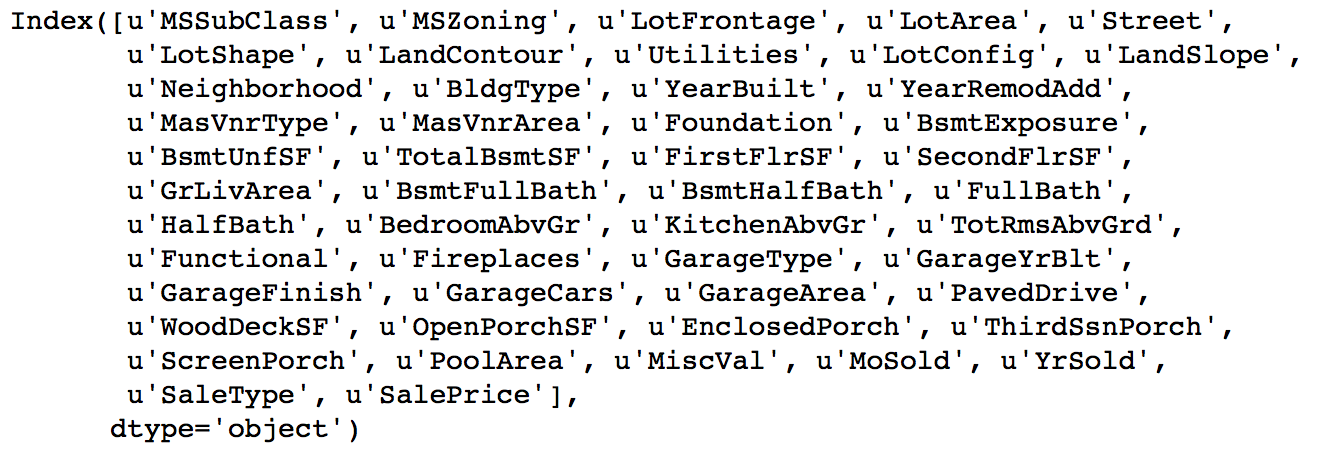 Index([u'MSSubClass', u'MSZoning', u'LotFrontage', u'LotArea', u'Street',
u'LotShape', u'LandContour', u'Utilities', u'LotConfig', u'LandSlope',
u'Neighborhood', u'BldgType', u'YearBuilt', u'YearRemodAdd',
u'MasVnrType', u'MasVnrArea', u'Foundation', u'BsmtExposure',
u'BsmtUnfSF', u'TotalBsmtSF', u'FirstFlrSF', u'SecondFlrSF',
u'GrLivArea', u'BsmtFullBath', u'BsmtHalfBath', u'FullBath',
u'HalfBath', u'BedroomAbvGr', u'KitchenAbvGr', u'TotRmsAbvGrd',
u'Functional', u'Fireplaces', u'GarageType', u'GarageYrBlt',
u'GarageFinish', u'GarageCars', u'GarageArea', u'PavedDrive',
u'WoodDeckSF', u'OpenPorchSF', u'EnclosedPorch', u'ThirdSsnPorch',
u'ScreenPorch', u'PoolArea', u'MiscVal', u'MoSold', u'YrSold',
u'SaleType', u'SalePrice'],
dtype='object')